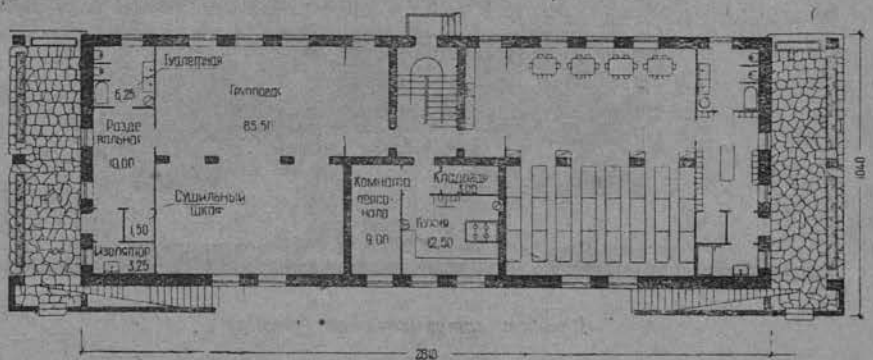 Туалетная
6,25
Групповая
85,50
Разде
вальная
10,00
Сушильный
шкаф
1,50
Изолятор
3,25
Комната
персо-
нала
9,00
Кладовая
Кухня
12,50
1040